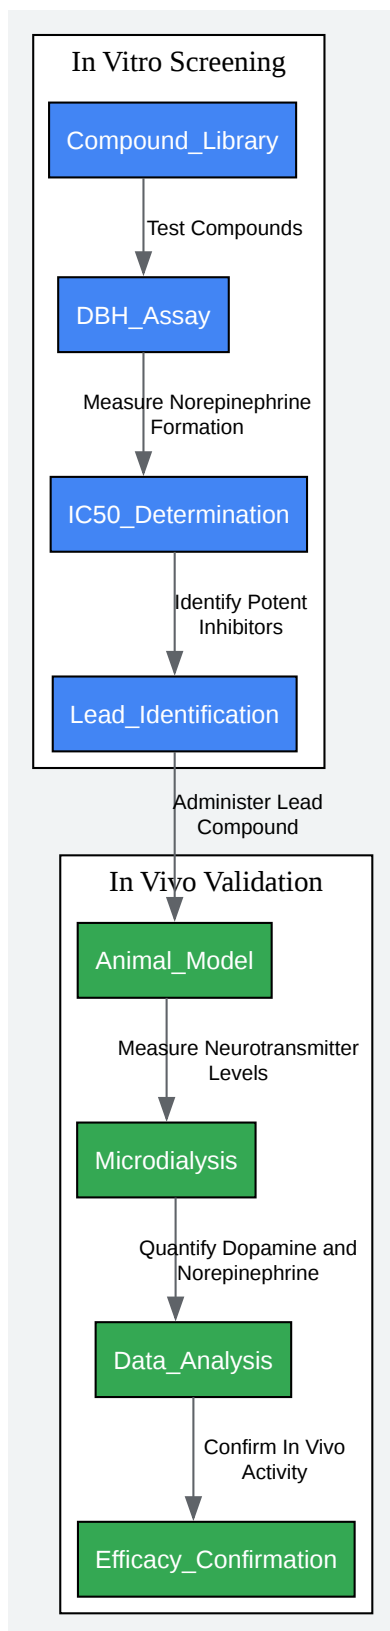 In Vitro Screening
Compound_Library
Test Compounds
DBH_Assay
Measure Norepinephrine
Formation
IC50_Determination
Identify Potent
Inhibitors
Lead_Identification
Administer Lead
Compound
In Vivo Validation
Animal_Model
Measure Neurotransmitter
Levels
Microdialysis
Quantify Dopamine and
Norepinephrine
Data_Analysis
Confirm In Vivo
Activity
Efficacy_Confirmation